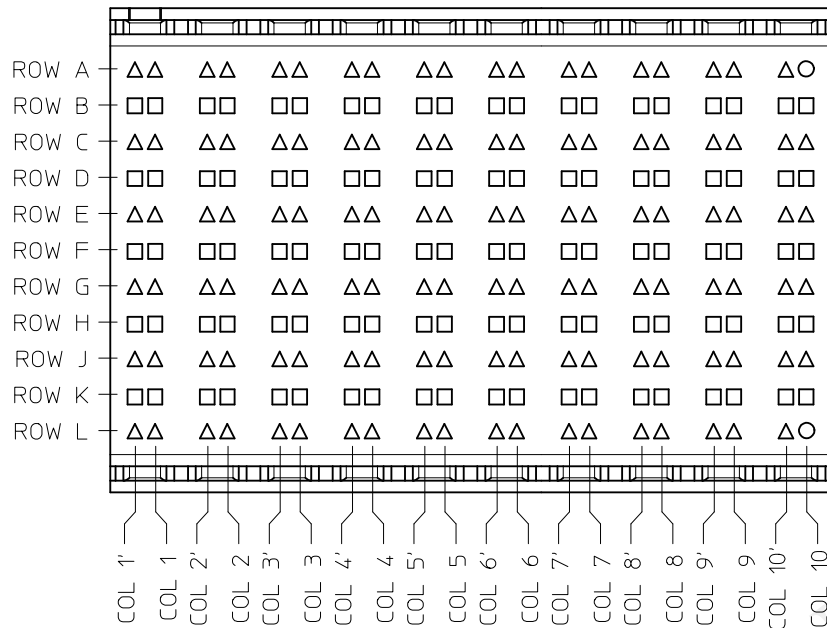 ROW A
ROW B
ROW C
ROW D
ROW E
ROW F
ROW G
ROW H
ROW J
ROW K
ROW L
COL 1'
COL 1
COL 2'
COL 2
COL 3'
COL 3
COL 4'
COL 4
COL 5'
COL 5
COL 6'
COL 6
COL 7'
COL 7
COL 8'
COL 8
COL 9'
COL 9
COL 10'
COL 10